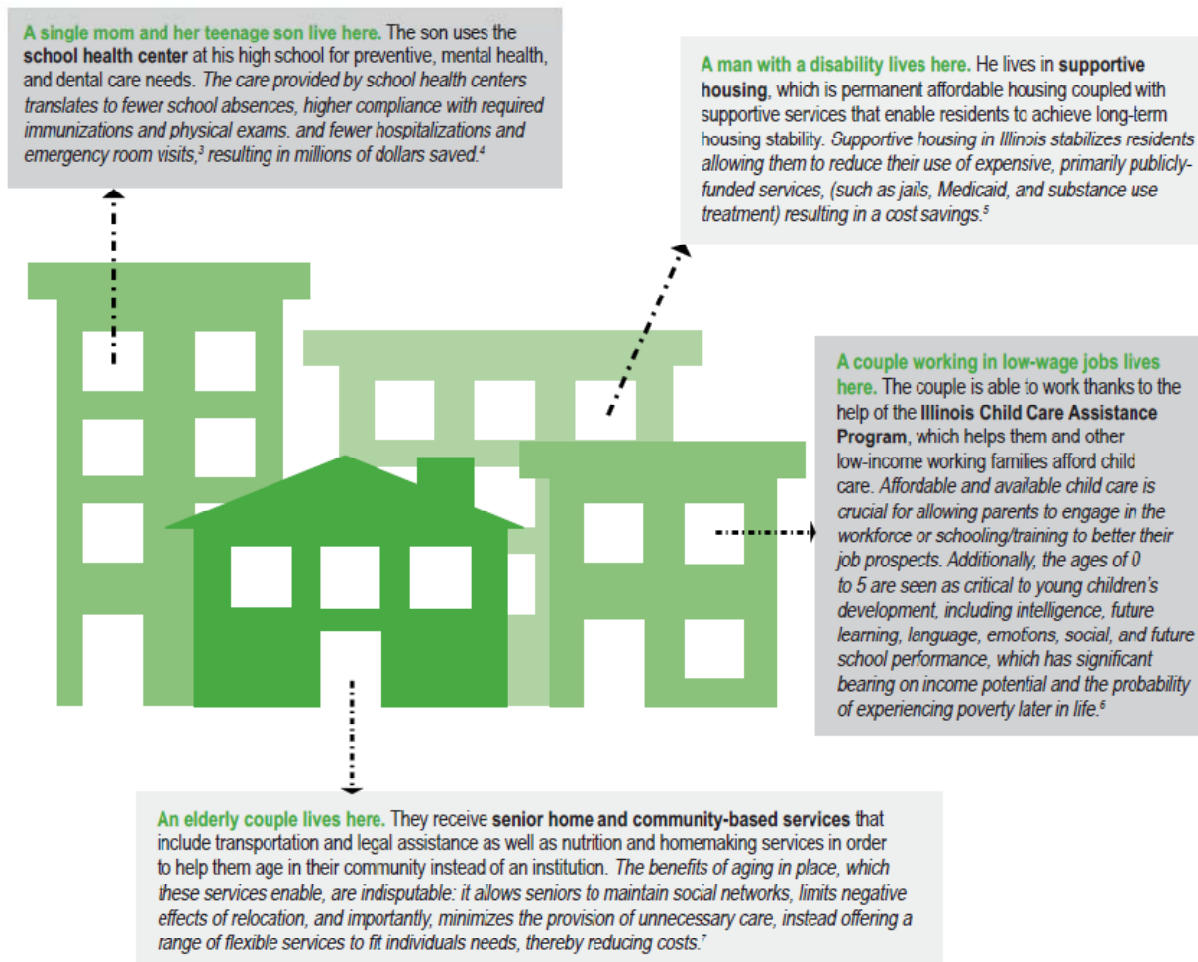 A single mom and her teenage son live here. The son uses the
school health center at his high school for preventive, mental health,
and dental care needs. The care provided by school health centers
translates to fewer school absences, higher compliance with required
immunizations and physical exams. and fewer hospitalizations and
emergency room visits,³ resulting in millions of dollars saved.⁴
A man with a disability lives here. He lives in supportive
housing, which is permanent affordable housing coupled with
supportive services that enable residents to achieve long-term
housing stability. Supportive housing in Illinois stabilizes residents
allowing them to reduce their use of expensive, primarily publicly-
funded services, (such as jails, Medicaid, and substance use
treatment) resulting in a cost savings.⁵
A couple working in low-wage jobs lives
here. The couple is able to work thanks to the
help of the Illinois Child Care Assistance
Program, which helps them and other
low-income working families afford child
care. Affordable and available child care is
crucial for allowing parents to engage in the
workforce or schooling/training to better their
job prospects. Additionally, the ages of 0
to 5 are seen as critical to young children's
development, including intelligence, future
learning, language, emotions, social, and future
school performance, which has significant
bearing on income potential and the probability
of experiencing poverty later in life.⁶
An elderly couple lives here. They receive senior home and community-based services that
include transportation and legal assistance as well as nutrition and homemaking services in order
to help them age in their community instead of an institution. The benefits of aging in place, which
these services enable, are indisputable: it allows seniors to maintain social networks, limits negative
effects of relocation, and importantly, minimizes the provision of unnecessary care, instead offering a
range of flexible services to fit individuals needs, thereby reducing costs.⁷